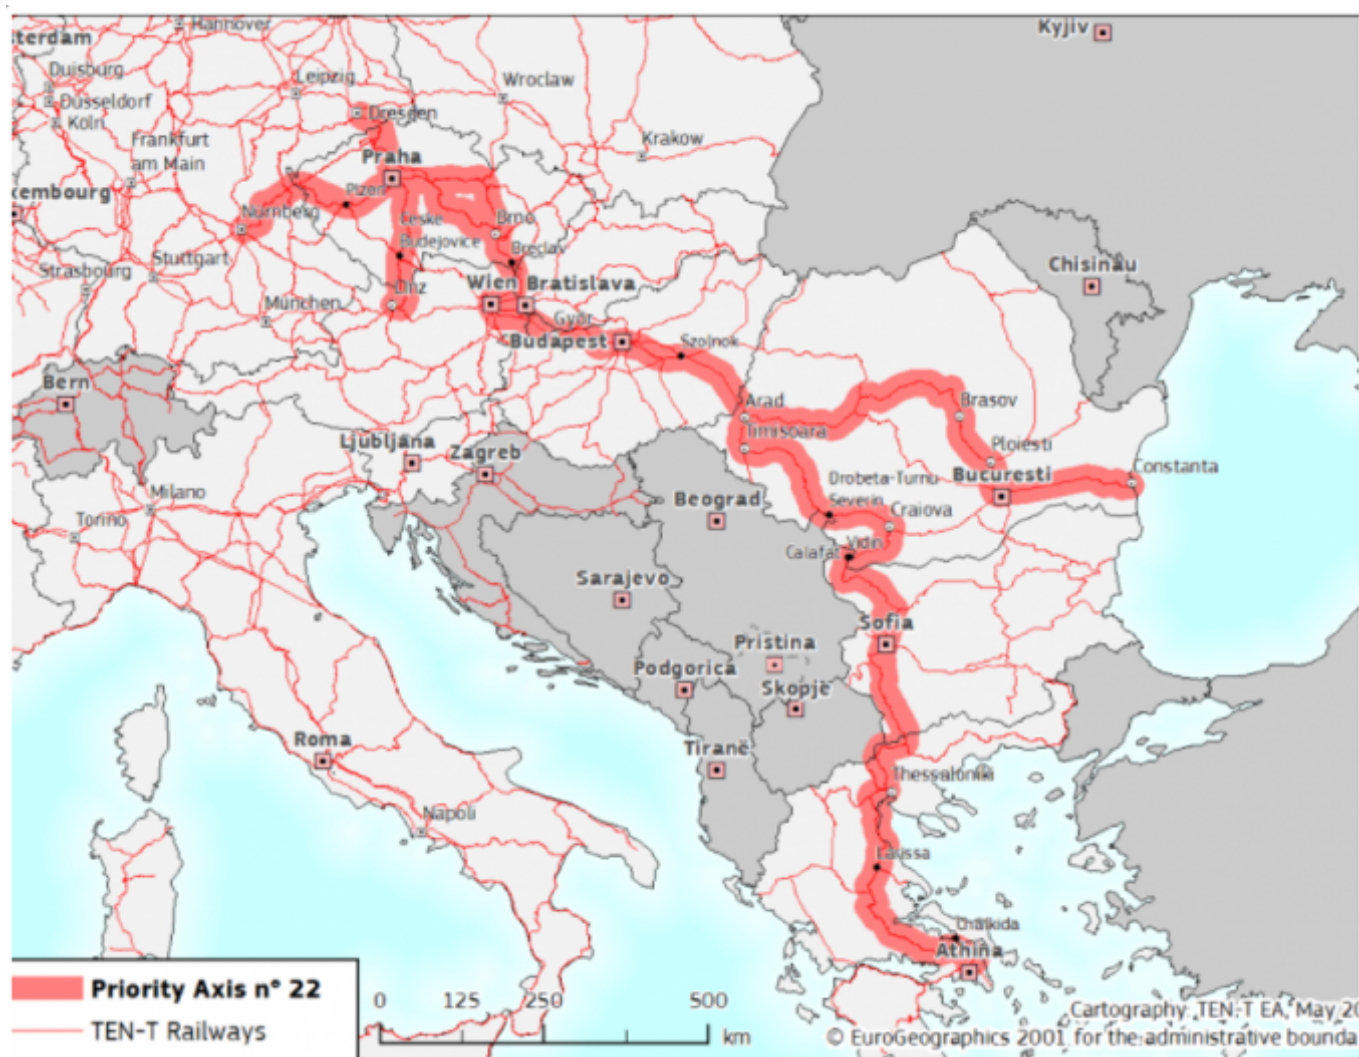 Hannover
sterdam
Kyjiv
Duisburg
Leipzig
Wroclaw
Düsseldorf
Dresden
Köln
Frankfurt
am Main
Krakow
Praha
xembourg
Plzen
Nürnberg
Ceske
Budejovice
Brno
Breclav
Strasbourg
Stuttgart
Chisinau
Linz
Wien
Bratislava
München
Györ
Budapest
Szolnok
Bern
Arad
Brasov
Timisoara
Ljubljana
Zagreb
Ploiesti
Bucuresti
Constanta
Milano
Beograd
Drobeta-Turnu
Severin
Craiova
Torino
Calafat
Vidin
Sarajevo
Sofia
Pristina
Podgorica
Skopje
Roma
Tiranë
Thessaloniki
Napoli
Larissa
Chalkida
Athina
Priority Axis n° 22
TEN-T Railways
0 125 250 500
km
Cartography: TEN-T EA, May 20
© EuroGeographics 2001 for the administrative bounda